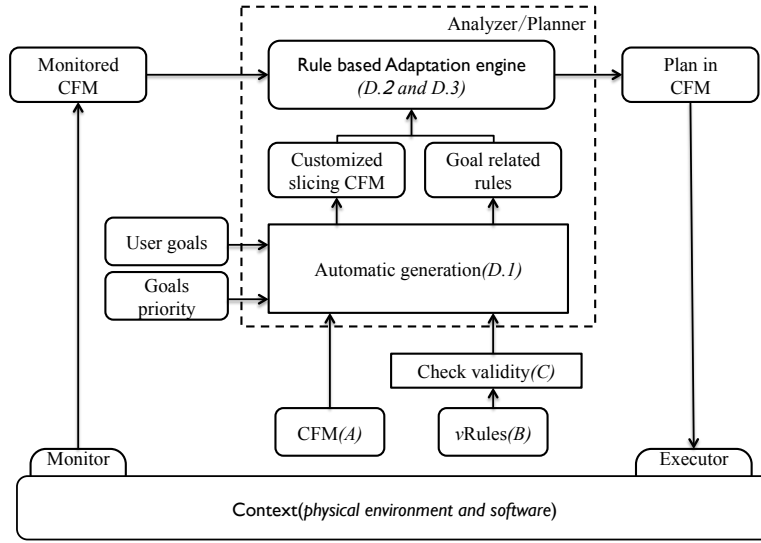 Analyzer/Planner
Monitored
CFM
Rule based Adaptation engine
(D.2 and D.3)
Plan in
CFM
Customized
slicing CFM
Goal related
rules
User goals
Goals
priority
Automatic generation(D.1)
Check validity(C)
CFM(A)
vRules(B)
Monitor
Executor
Context(physical environment and software)